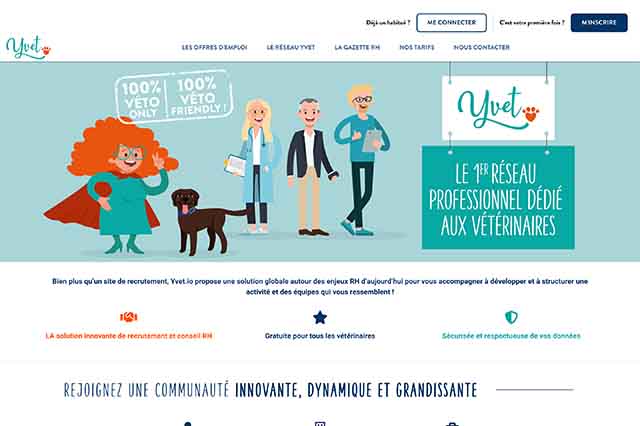 Déjà un habitué ?
ME CONNECTER
C'est votre première fois ?
M'INSCRIRE
Yvet
LES OFFRES D'EMPLOI
LE RÉSEAU YVET
LA GAZETTE RH
NOS TARIFS
NOUS CONTACTER
100%
VÉTO
ONLY
100%
VÉTO
FRIENDLY !
Yvet
LE 1ER RÉSEAU
PROFESSIONNEL DÉDIÉ
AUX VÉTÉRINAIRES
Bien plus qu'un site de recrutement, Yvet.io propose une solution globale autour des enjeux RH d'aujourd'hui pour vous accompagner à développer et à structurer une
activité et des équipes qui vous ressemblent !
LA solution innovante de recrutement et conseil RH
Gratuite pour tous les vétérinaires
Sécurisée et respectueuse de vos données
REJOIGNEZ UNE COMMUNAUTÉ INNOVANTE, DYNAMIQUE ET GRANDISSANTE